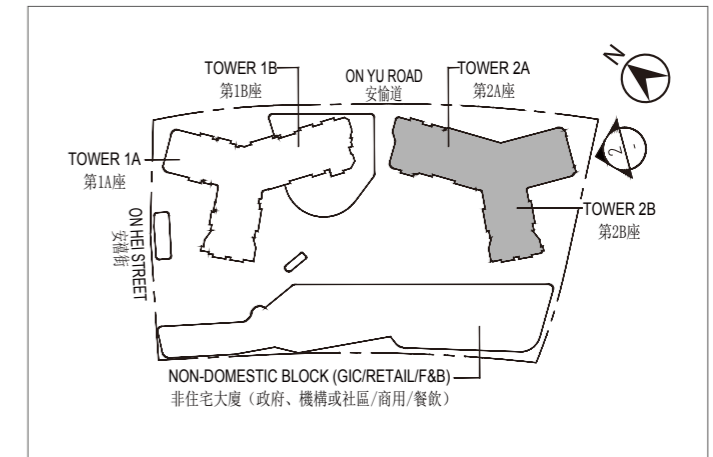 TOWER 1B
第1B座
ON YU ROAD
安愉道
TOWER 2A
第2A座
N
TOWER 1A
第1A座
2
-
TOWER 2B
第2B座
ON HEI STREET
安禧街
NON-DOMESTIC BLOCK (GIC/RETAIL/F&B)
非住宅大廈（政府、機構或社區/商用/餐飲）